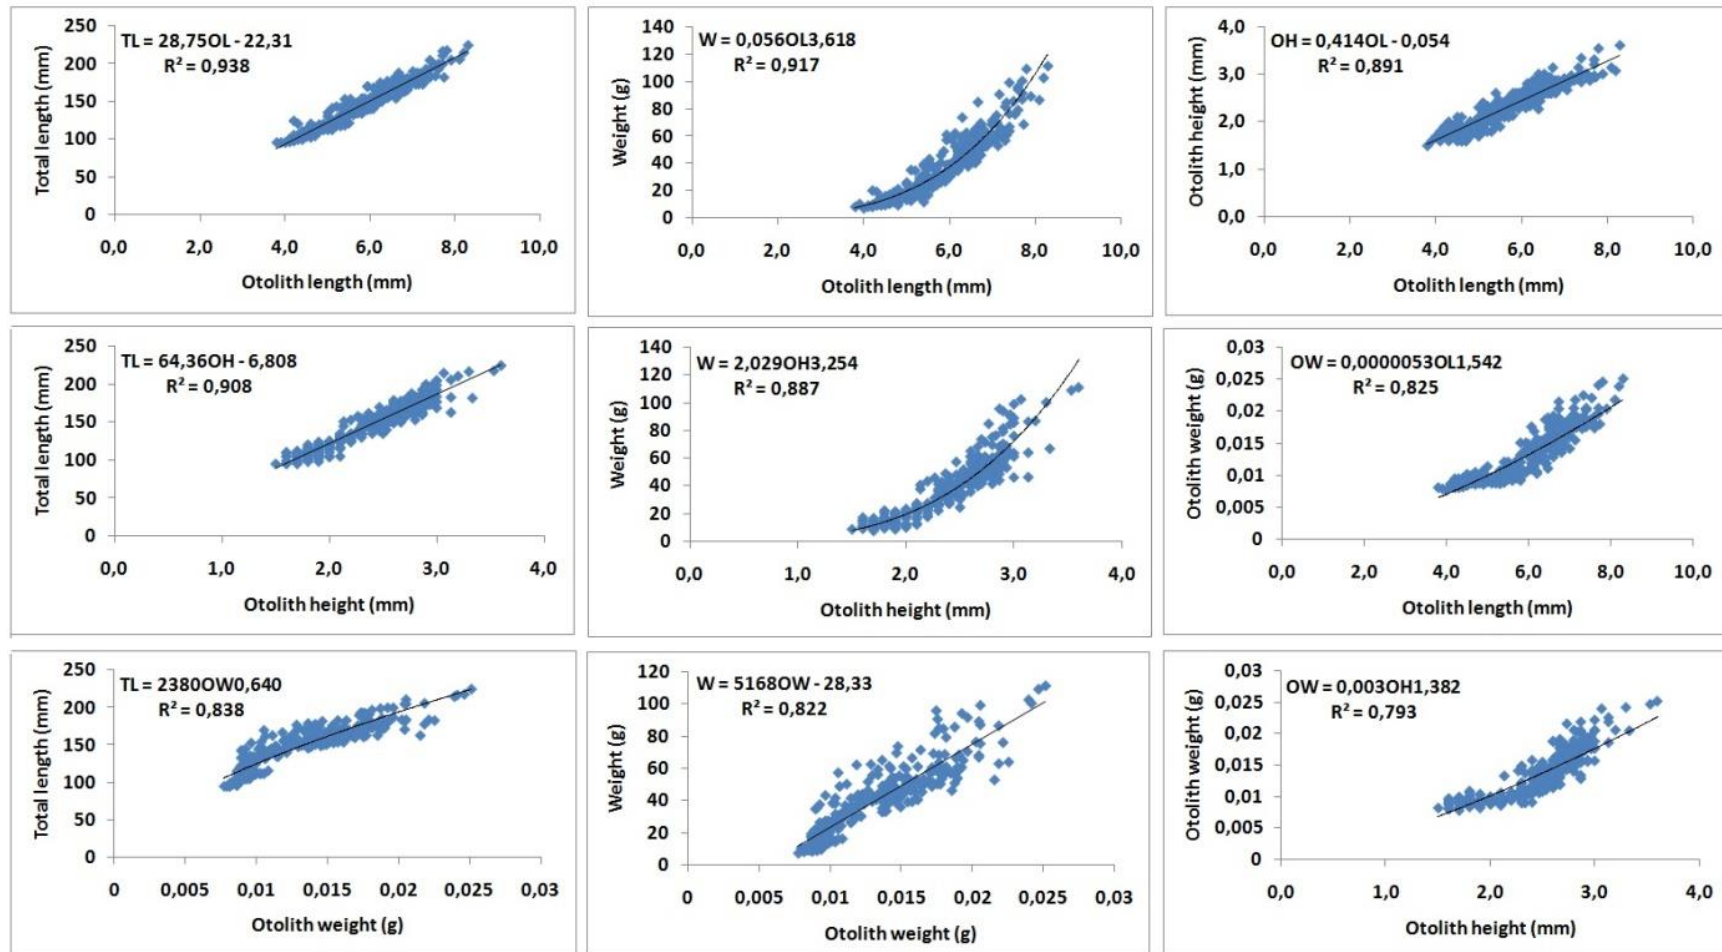 TL = 28,75OL - 22,31
R² = 0,938
250
200
150
100
50
0
0,0 2,0 4,0 6,0 8,0 10,0
Total length (mm)
Otolith length (mm)
W = 0,056OL3,618
R² = 0,917
140
120
100
80
60
40
20
0
0,0 2,0 4,0 6,0 8,0 10,0
Weight (g)
Otolith length (mm)
OH = 0,414OL - 0,054
R² = 0,891
4,0
3,0
2,0
1,0
0,0
0,0 2,0 4,0 6,0 8,0 10,0
Otolith height (mm)
Otolith length (mm)
TL = 64,36OH - 6,808
R² = 0,908
250
200
150
100
50
0
0,0 1,0 2,0 3,0 4,0
Total length (mm)
Otolith height (mm)
W = 2,029OH3,254
R² = 0,887
140
120
100
80
60
40
20
0
0,0 1,0 2,0 3,0 4,0
Weight (g)
Otolith height (mm)
OW = 0,0000053OL1,542
R² = 0,825
0,03
0,025
0,02
0,015
0,01
0,005
0
0,0 2,0 4,0 6,0 8,0 10,0
Otolith weight (g)
Otolith length (mm)
TL = 2380OW0,640
R² = 0,838
250
200
150
100
50
0
0 0,005 0,01 0,015 0,02 0,025 0,03
Total length (mm)
Otolith weight (g)
W = 5168OW - 28,33
R² = 0,822
120
100
80
60
40
20
0
0 0,005 0,01 0,015 0,02 0,025 0,03
Weight (g)
Otolith weight (g)
OW = 0,003OH1,382
R² = 0,793
0,03
0,025
0,02
0,015
0,01
0,005
0
0,0 1,0 2,0 3,0 4,0
Otolith weight (g)
Otolith height (mm)